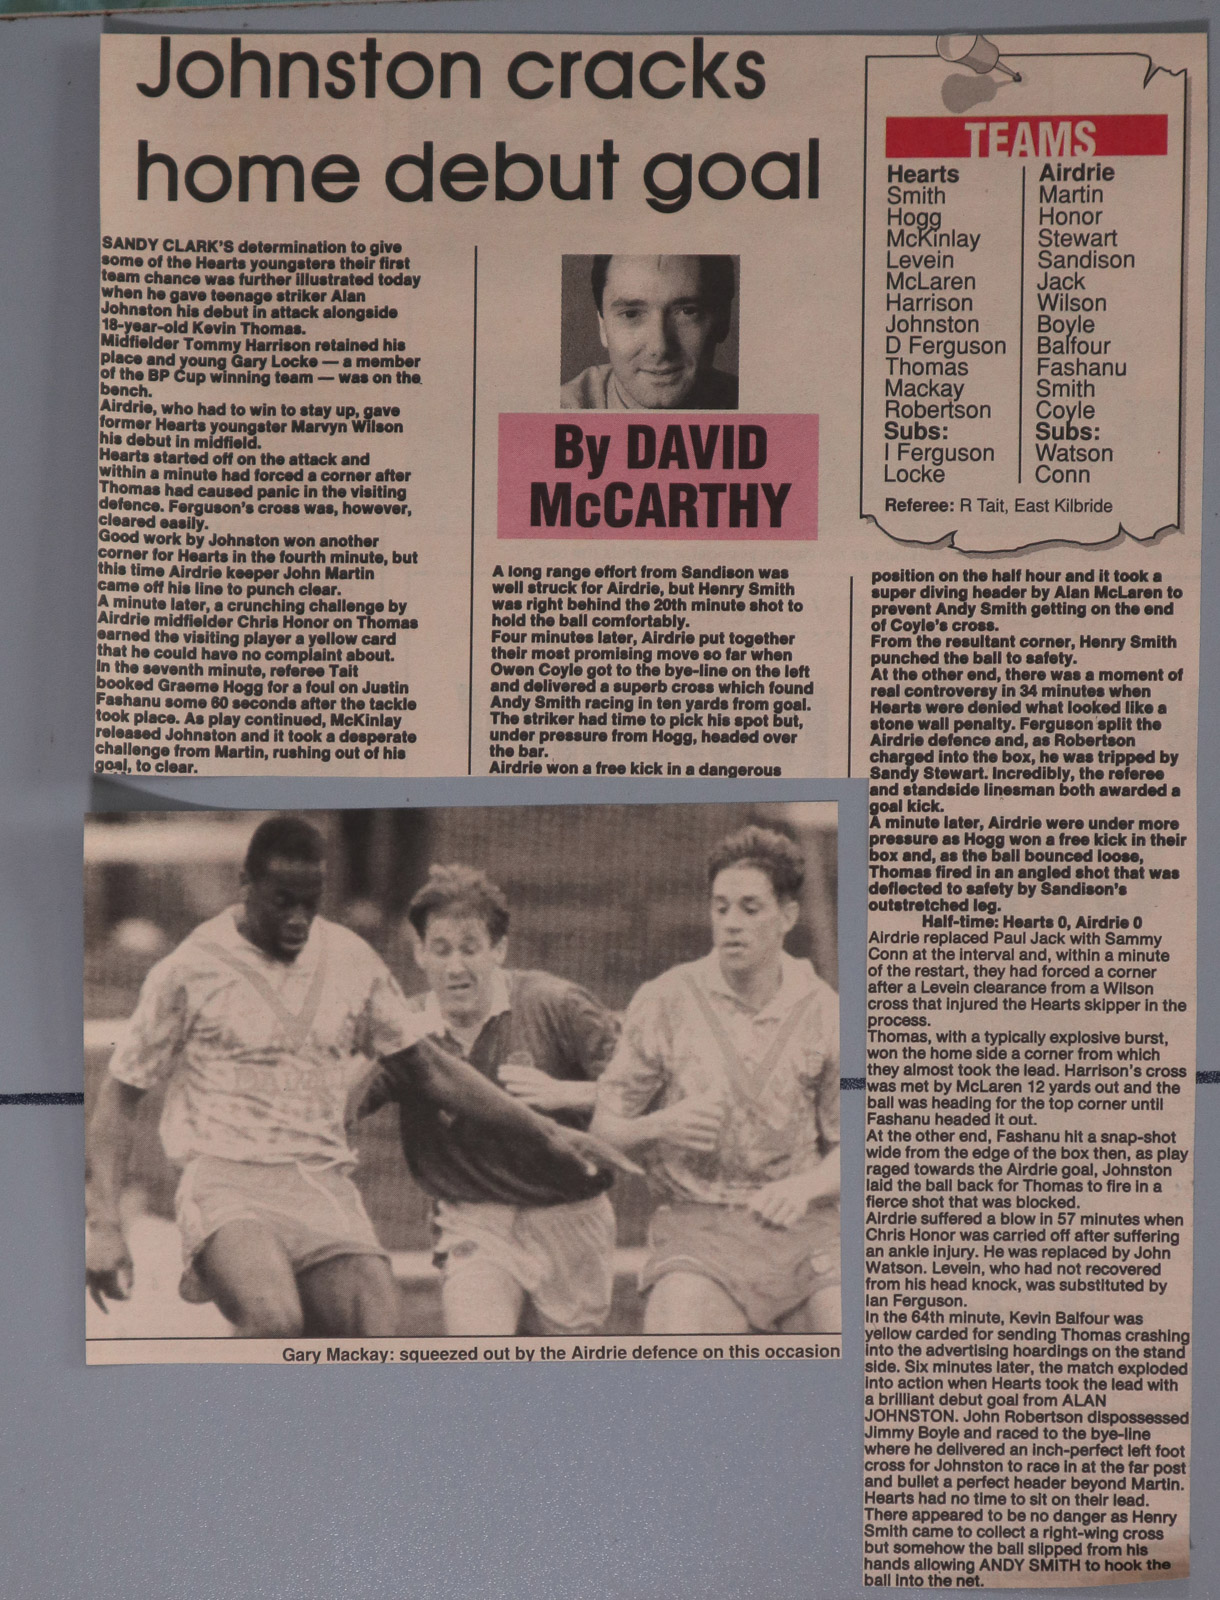 Johnston cracks
home debut goal
SANDY CLARK'S determination to give
some of the Hearts youngsters their first
team chance was further illustrated today
when he gave teenage striker Alan
Johnston his debut in attack alongside
18-year-old Kevin Thomas.
Midfielder Tommy Harrison retained his
place and young Gary Locke — a member
of the BP Cup winning team — was on the
bench.
Airdrie, who had to win to stay up, gave
former Hearts youngster Marvyn Wilson
his debut in midfield.
Hearts started off on the attack and
within a minute had forced a corner after
Thomas had caused panic in the visiting
defence. Ferguson's cross was, however,
cleared easily.
Good work by Johnston won another
corner for Hearts in the fourth minute, but
this time Airdrie keeper John Martin
came off his line to punch clear.
A minute later, a crunching challenge by
Airdrie midfielder Chris Honor on Thomas
earned the visiting player a yellow card
that he could have no complaint about.
In the seventh minute, referee Tait
booked Graeme Hogg for a foul on Justin
Fashanu some 60 seconds after the tackle
took place. As play continued, McKinlay
released Johnston and it took a desperate
challenge from Martin, rushing out of his
goal, to clear.
By DAVID
McCARTHY
A long range effort from Sandison was
well struck for Airdrie, but Henry Smith
was right behind the 20th minute shot to
hold the ball comfortably.
Four minutes later, Airdrie put together
their most promising move so far when
Owen Coyle got to the bye-line on the left
and delivered a superb cross which found
Andy Smith racing in ten yards from goal.
The striker had time to pick his spot but,
under pressure from Hogg, headed over
the bar.
Airdrie won a free kick in a dangerous
TEAMS
Hearts
Smith
Hogg
McKinlay
Levein
McLaren
Harrison
Johnston
D Ferguson
Thomas
Mackay
Robertson
Subs:
I Ferguson
Locke
Airdrie
Martin
Honor
Stewart
Sandison
Jack
Wilson
Boyle
Balfour
Fashanu
Smith
Coyle
Subs:
Watson
Conn
Referee: R Tait, East Kilbride
position on the half hour and it took a
super diving header by Alan McLaren to
prevent Andy Smith getting on the end
of Coyle's cross.
From the resultant corner, Henry Smith
punched the ball to safety.
At the other end, there was a moment of
real controversy in 34 minutes when
Hearts were denied what looked like a
stone wall penalty. Ferguson split the
Airdrie defence and, as Robertson
charged into the box, he was tripped by
Sandy Stewart. Incredibly, the referee
and standside linesman both awarded a
goal kick.
A minute later, Airdrie were under more
pressure as Hogg won a free kick in their
box and, as the ball bounced loose,
Thomas fired in an angled shot that was
deflected to safety by Sandison's
outstretched leg.
Half-time: Hearts 0, Airdrie 0
Airdrie replaced Paul Jack with Sammy
Conn at the interval and, within a minute
of the restart, they had forced a corner
after a Levein clearance from a Wilson
cross that injured the Hearts skipper in the
process.
Thomas, with a typically explosive burst,
won the home side a corner from which
they almost took the lead. Harrison's cross
was met by McLaren 12 yards out and the
ball was heading for the top corner until
Fashanu headed it out.
At the other end, Fashanu hit a snap-shot
wide from the edge of the box then, as play
raged towards the Airdrie goal, Johnston
laid the ball back for Thomas to fire in a
fierce shot that was blocked.
Airdrie suffered a blow in 57 minutes when
Chris Honor was carried off after suffering
an ankle injury. He was replaced by John
Watson. Levein, who had not recovered
from his head knock, was substituted by
Ian Ferguson.
In the 64th minute, Kevin Balfour was
yellow carded for sending Thomas crashing
into the advertising hoardings on the stand
side. Six minutes later, the match exploded
into action when Hearts took the lead with
a brilliant debut goal from ALAN
JOHNSTON. John Robertson dispossessed
Jimmy Boyle and raced to the bye-line
where he delivered an inch-perfect left foot
cross for Johnston to race in at the far post
and bullet a perfect header beyond Martin.
Hearts had no time to sit on their lead.
There appeared to be no danger as Henry
Smith came to collect a right-wing cross
but somehow the ball slipped from his
hands allowing ANDY SMITH to hook the
ball into the net.
Gary Mackay: squeezed out by the Airdrie defence on this occasion